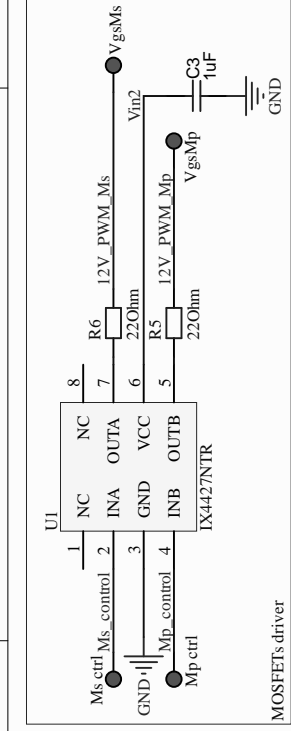 U1
NC
INA
GND
INB
NC
OUTA
VCC
OUTB
IX4427NTR
1
2
3
4
8
7
6
5
Ms ctrl
Ms_control
GND
Mp_control
Mp ctrl
R6
22Ohm
12V_PWM_Ms
VgsMs
Vin2
C3
1uF
GND
R5
22Ohm
12V_PWM_Mp
VgsMp
MOSFETs driver